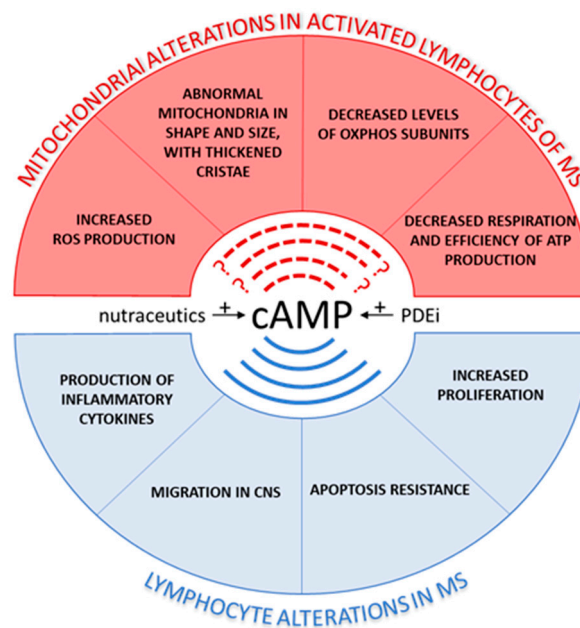 MITOCHONDRIAl ALTERATIONS IN ACTIVATED LYMPHOCYTES OF MS
ABNORMAL
MITOCHONDRIA IN
SHAPE AND SIZE,
WITH THICKENED
CRISTAE
DECREASED LEVELS
OF OXPHOS SUBUNITS
INCREASED
ROS PRODUCTION
DECREASED RESPIRATION
AND EFFICIENCY OF ATP
PRODUCTION
? ?
? ?
nutraceutics + cAMP + PDEi
PRODUCTION OF
INFLAMMATORY
CYTOKINES
INCREASED
PROLIFERATION
MIGRATION IN CNS
APOPTOSIS RESISTANCE
LYMPHOCYTE ALTERATIONS IN MS